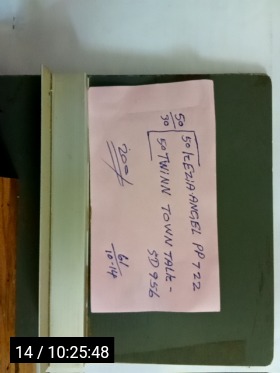 50 50 KEZIA ANGEL PP 722
30 50 TWINN TOWN TALK -
SD 956
20%
61
10-14
14 / 10:25:48